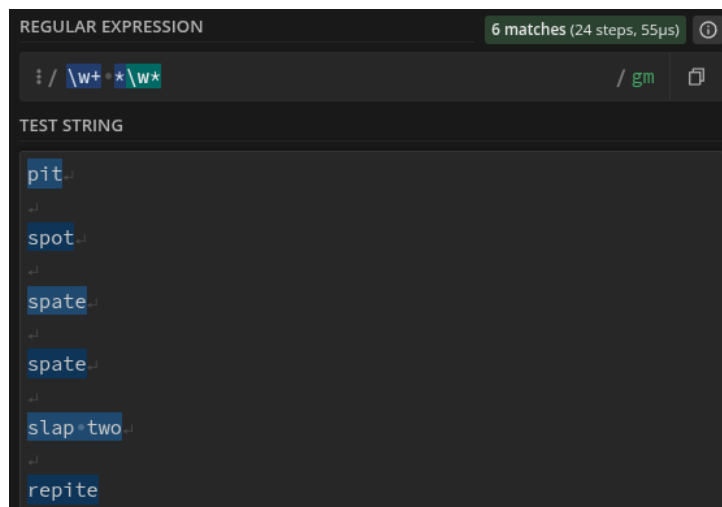 REGULAR EXPRESSION 6 matches (24 steps, 55µs)
/ \w+ *\w* / gm
TEST STRING
pit
spot
spate
spate
slap two
repite